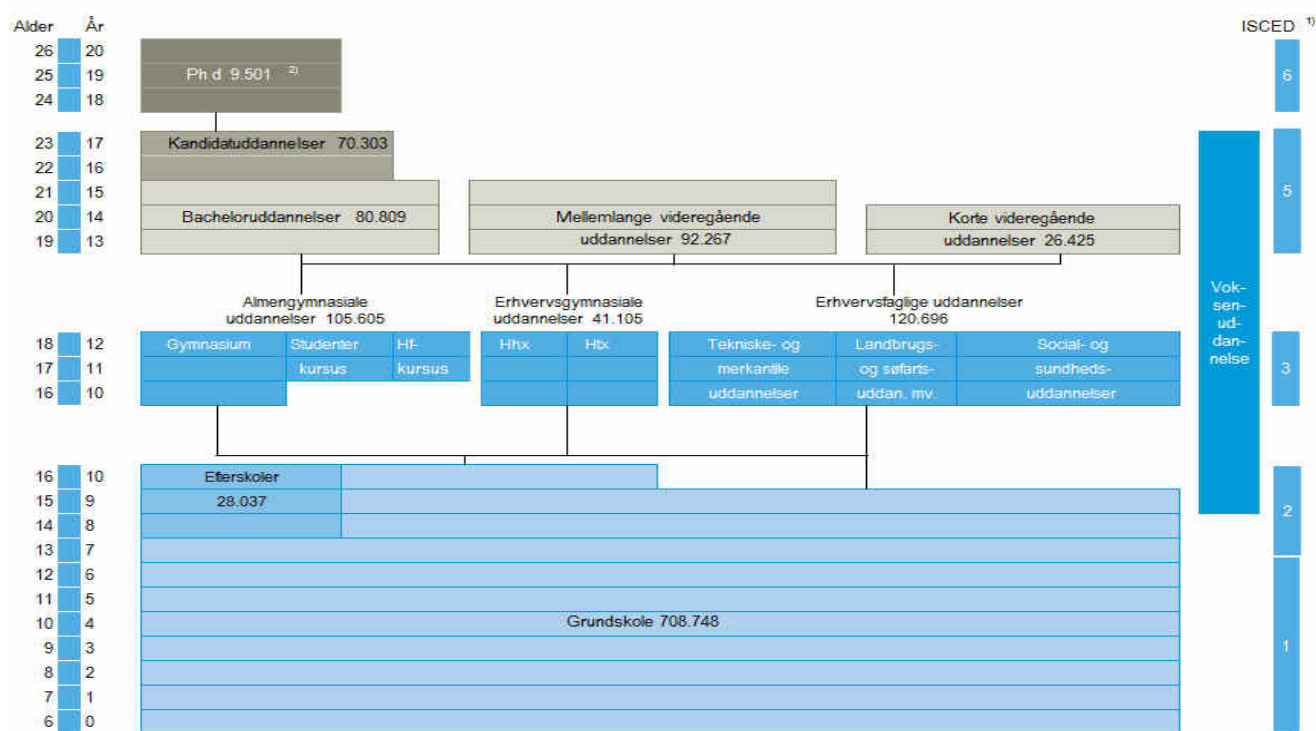 Alder År ISCED 1)
26 20
25 19 Ph d 9.501 2) 6
24 18
23 17 Kandidatuddannelser 70.303
22 16
21 15 5
20 14 Bacheloruddannelser 80.809 Mellemlange videregående Korte videregående
19 13 uddannelser 92.267 uddannelser 26.425
Almengymnasiale Erhvervsgymnasiale Erhvervsfaglige uddannelser
uddannelser 105.605 uddannelser 41.105 120.696
Vok-
sen-
ud-
dan-
nelse
18 12 Gymnasium Studenter Hf- Hhx Htx Tekniske- og Landbrugs- Social- og
17 11 kursus kursus merkantile og søfarts- sundheds- 3
16 10 uddannelser uddan. mv. uddannelser
16 10 Efterskoler
15 9 28.037
14 8 2
13 7
12 6
11 5
10 4 Grundskole 708.748
9 3 1
8 2
7 1
6 0